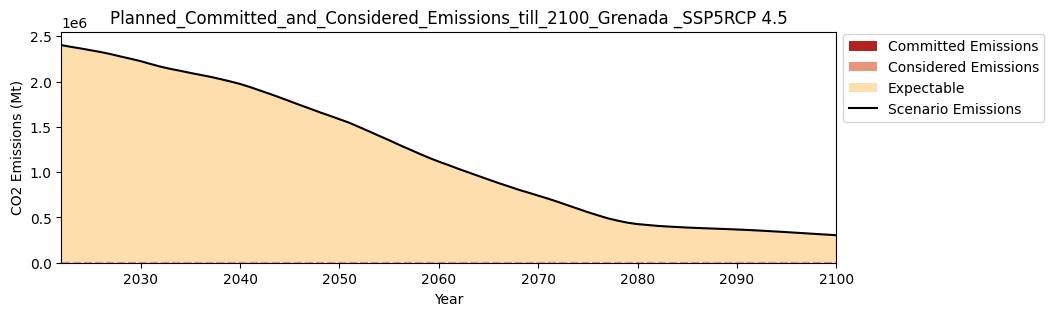 Planned_Committed_and_Considered_Emissions_till_2100_Grenada _SSP5RCP 4.5
1e6
2.5
2.0
1.5
1.0
0.5
0.0
CO2 Emissions (Mt)
2030 2040 2050 2060 2070 2080 2090 2100
Year
Committed Emissions
Considered Emissions
Expectable
Scenario Emissions